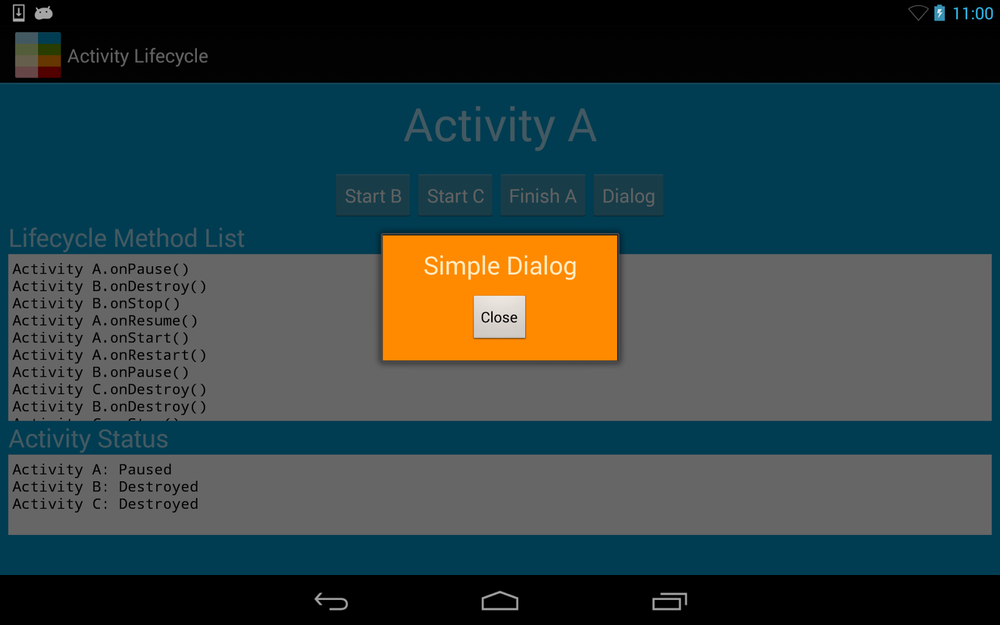 11:00
Activity Lifecycle
Activity A
Start B Start C Finish A Dialog
Lifecycle Method List
Simple Dialog
Close
Activity A.onPause()
Activity B.onDestroy()
Activity B.onStop()
Activity A.onResume()
Activity A.onStart()
Activity A.onRestart()
Activity B.onPause()
Activity C.onDestroy()
Activity B.onDestroy()
Activity Status
Activity A: Paused
Activity B: Destroyed
Activity C: Destroyed